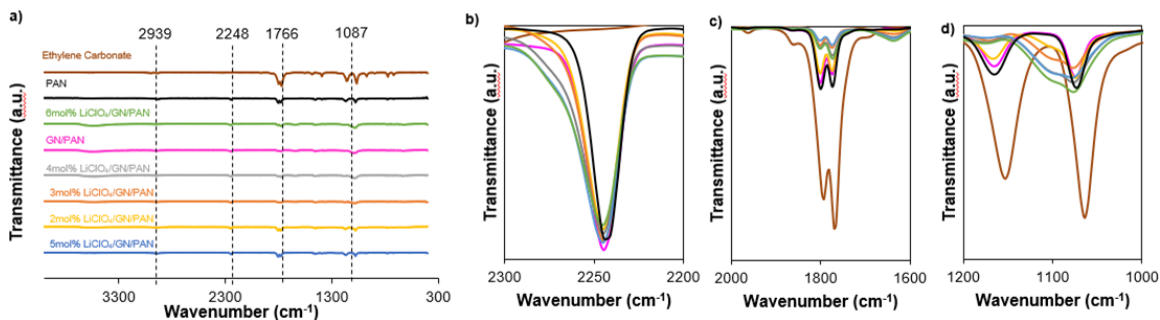 a)
2939 2248 1766 1087
Ethylene Carbonate
PAN
6mol% LiClO₄/GN/PAN
GN/PAN
4mol% LiClO₄/GN/PAN
3mol% LiClO₄/GN/PAN
2mol% LiClO₄/GN/PAN
5mol% LiClO₄/GN/PAN
Transmittance (a.u.)
3300 2300 1300 300
Wavenumber (cm⁻¹)
b)
Transmittance (a.u.)
2300 2250 2200
Wavenumber (cm⁻¹)
c)
Transmittance (a.u.)
2000 1800 1600
Wavenumber (cm⁻¹)
d)
Transmittance (a.u.)
1200 1100 1000
Wavenumber (cm⁻¹)